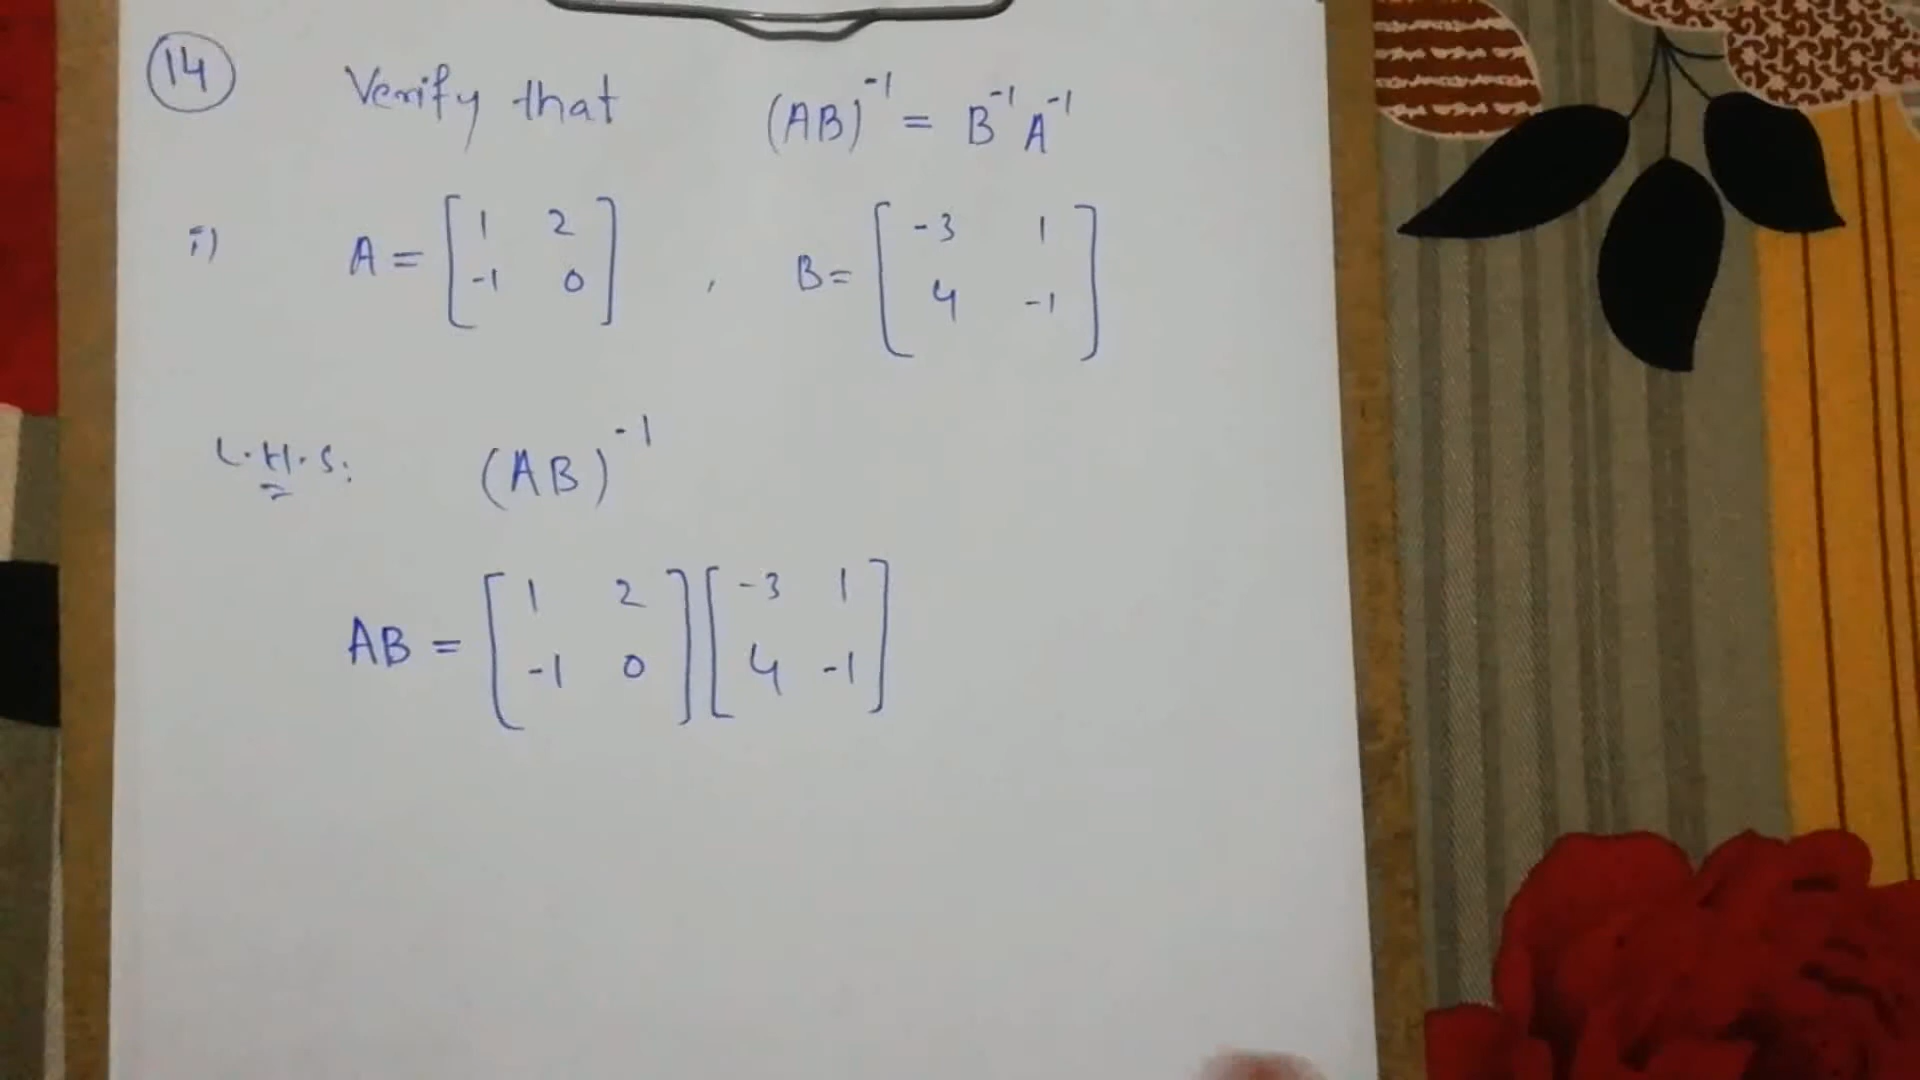 14 Verify that (AB)⁻¹ = B⁻¹ A⁻¹
i) A = [1 2; -1 0] , B = [-3 1; 4 -1]
L.H.S: (AB)⁻¹
AB = [1 2; -1 0] [-3 1; 4 -1]